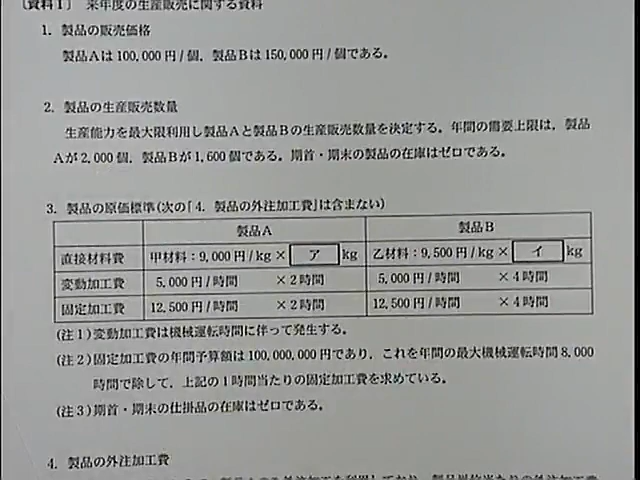 〔資料Ⅰ〕 来年度の生産販売に関する資料
1. 製品の販売価格
製品Aは100,000円/個，製品Bは150,000円/個である。
2. 製品の生産販売数量
生産能力を最大限利用し製品Aと製品Bの生産販売数量を決定する。年間の需要上限は，製品
Aが2,000個，製品Bが1,600個である。期首・期末の製品の在庫はゼロである。
3. 製品の原価標準(次の「4. 製品の外注加工費」は含まない)
製品A 製品B
直接材料費 甲材料：9,000円/kg × ア kg 乙材料：9,500円/kg × イ kg
変動加工費 5,000円/時間 ×2時間 5,000円/時間 ×4時間
固定加工費 12,500円/時間 ×2時間 12,500円/時間 ×4時間
(注1)変動加工費は機械運転時間に伴って発生する。
(注2)固定加工費の年間予算額は100,000,000円であり，これを年間の最大機械運転時間8,000
時間で除して，上記の1時間当たりの固定加工費を求めている。
(注3)期首・期末の仕掛品の在庫はゼロである。
4. 製品の外注加工費